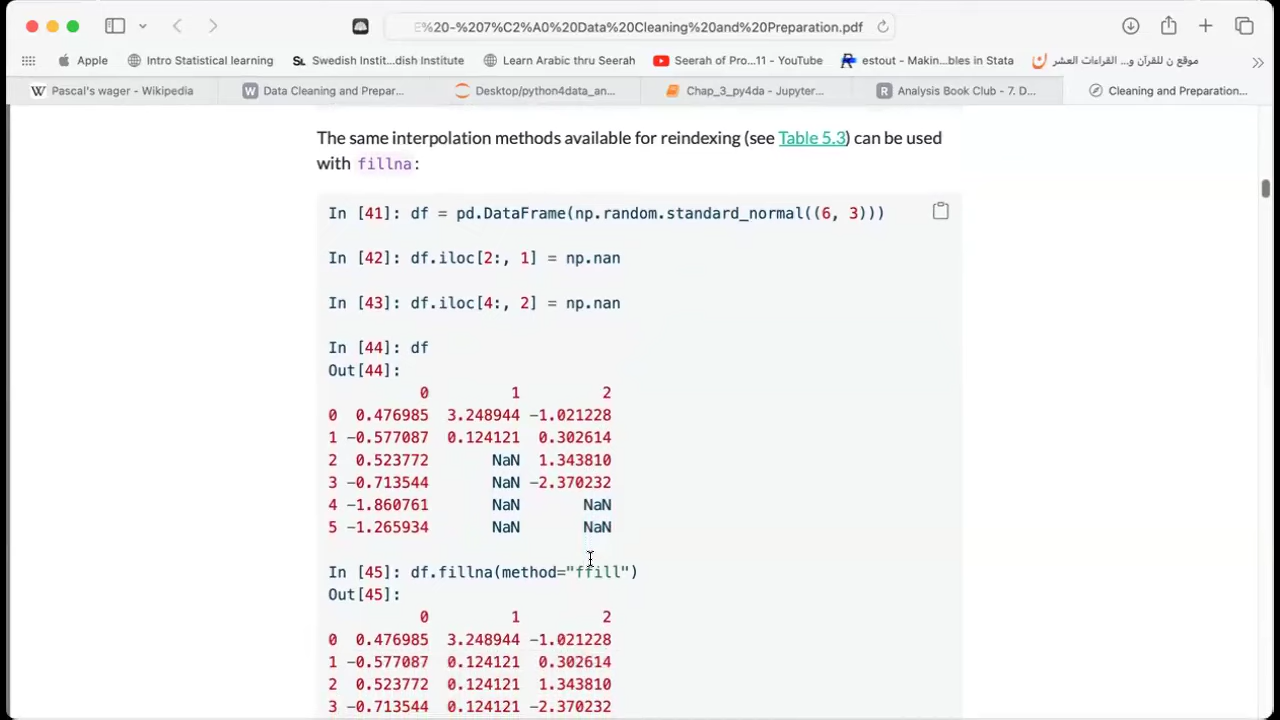 E%20-%207%C2%A0%20Data%20Cleaning%20and%20Preparation.pdf
Apple Intro Statistical learning SL Swedish Instit...dish Institute Learn Arabic thru Seerah Seerah of Pro...11 - YouTube estout - Makin...bles in Stata موقع ن للقرآن و... القراءات العشر
W Pascal's wager - Wikipedia W Data Cleaning and Prepar... Desktop/python4data_an... Chap_3_py4da - Jupyter... R Analysis Book Club - 7. D... Cleaning and Preparation...
The same interpolation methods available for reindexing (see Table 5.3) can be used
with fillna:
In [41]: df = pd.DataFrame(np.random.standard_normal((6, 3)))
In [42]: df.iloc[2:, 1] = np.nan
In [43]: df.iloc[4:, 2] = np.nan
In [44]: df
Out[44]:
0 1 2
0 0.476985 3.248944 -1.021228
1 -0.577087 0.124121 0.302614
2 0.523772 NaN 1.343810
3 -0.713544 NaN -2.370232
4 -1.860761 NaN NaN
5 -1.265934 NaN NaN
In [45]: df.fillna(method="ffill")
Out[45]:
0 1 2
0 0.476985 3.248944 -1.021228
1 -0.577087 0.124121 0.302614
2 0.523772 0.124121 1.343810
3 -0.713544 0.124121 -2.370232